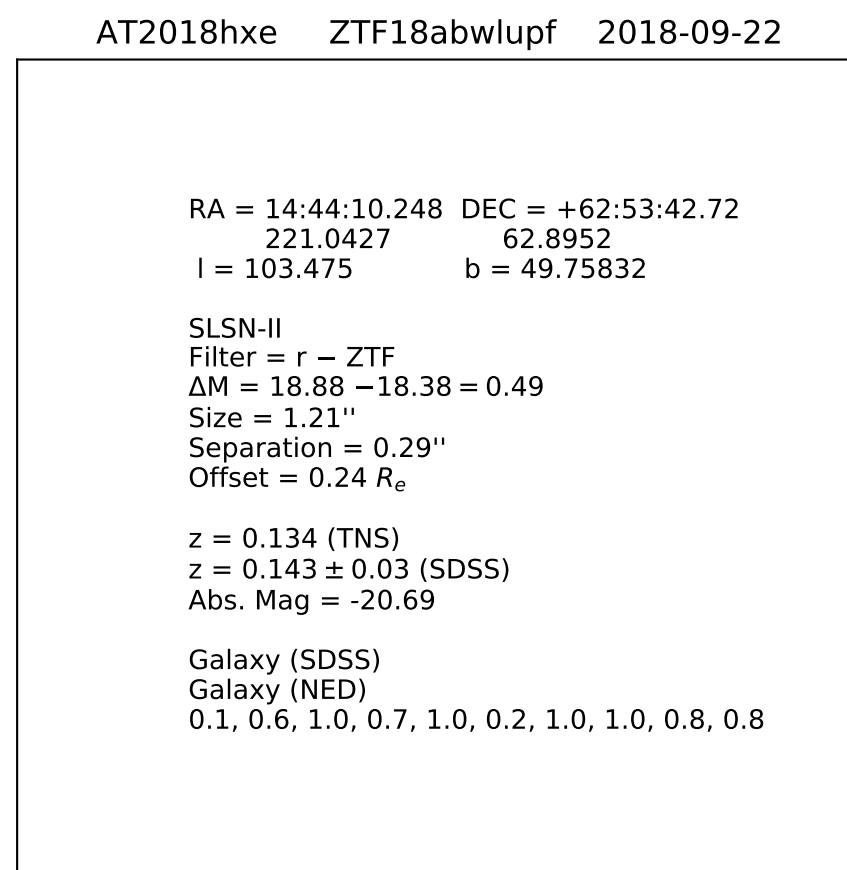 AT2018hxe ZTF18abwlupf 2018-09-22
RA = 14:44:10.248 DEC = +62:53:42.72
221.0427 62.8952
l = 103.475 b = 49.75832
SLSN-II
Filter = r − ZTF
ΔM = 18.88 −18.38 = 0.49
Size = 1.21''
Separation = 0.29''
Offset = 0.24 Rₑ
z = 0.134 (TNS)
z = 0.143 ± 0.03 (SDSS)
Abs. Mag = -20.69
Galaxy (SDSS)
Galaxy (NED)
0.1, 0.6, 1.0, 0.7, 1.0, 0.2, 1.0, 1.0, 0.8, 0.8